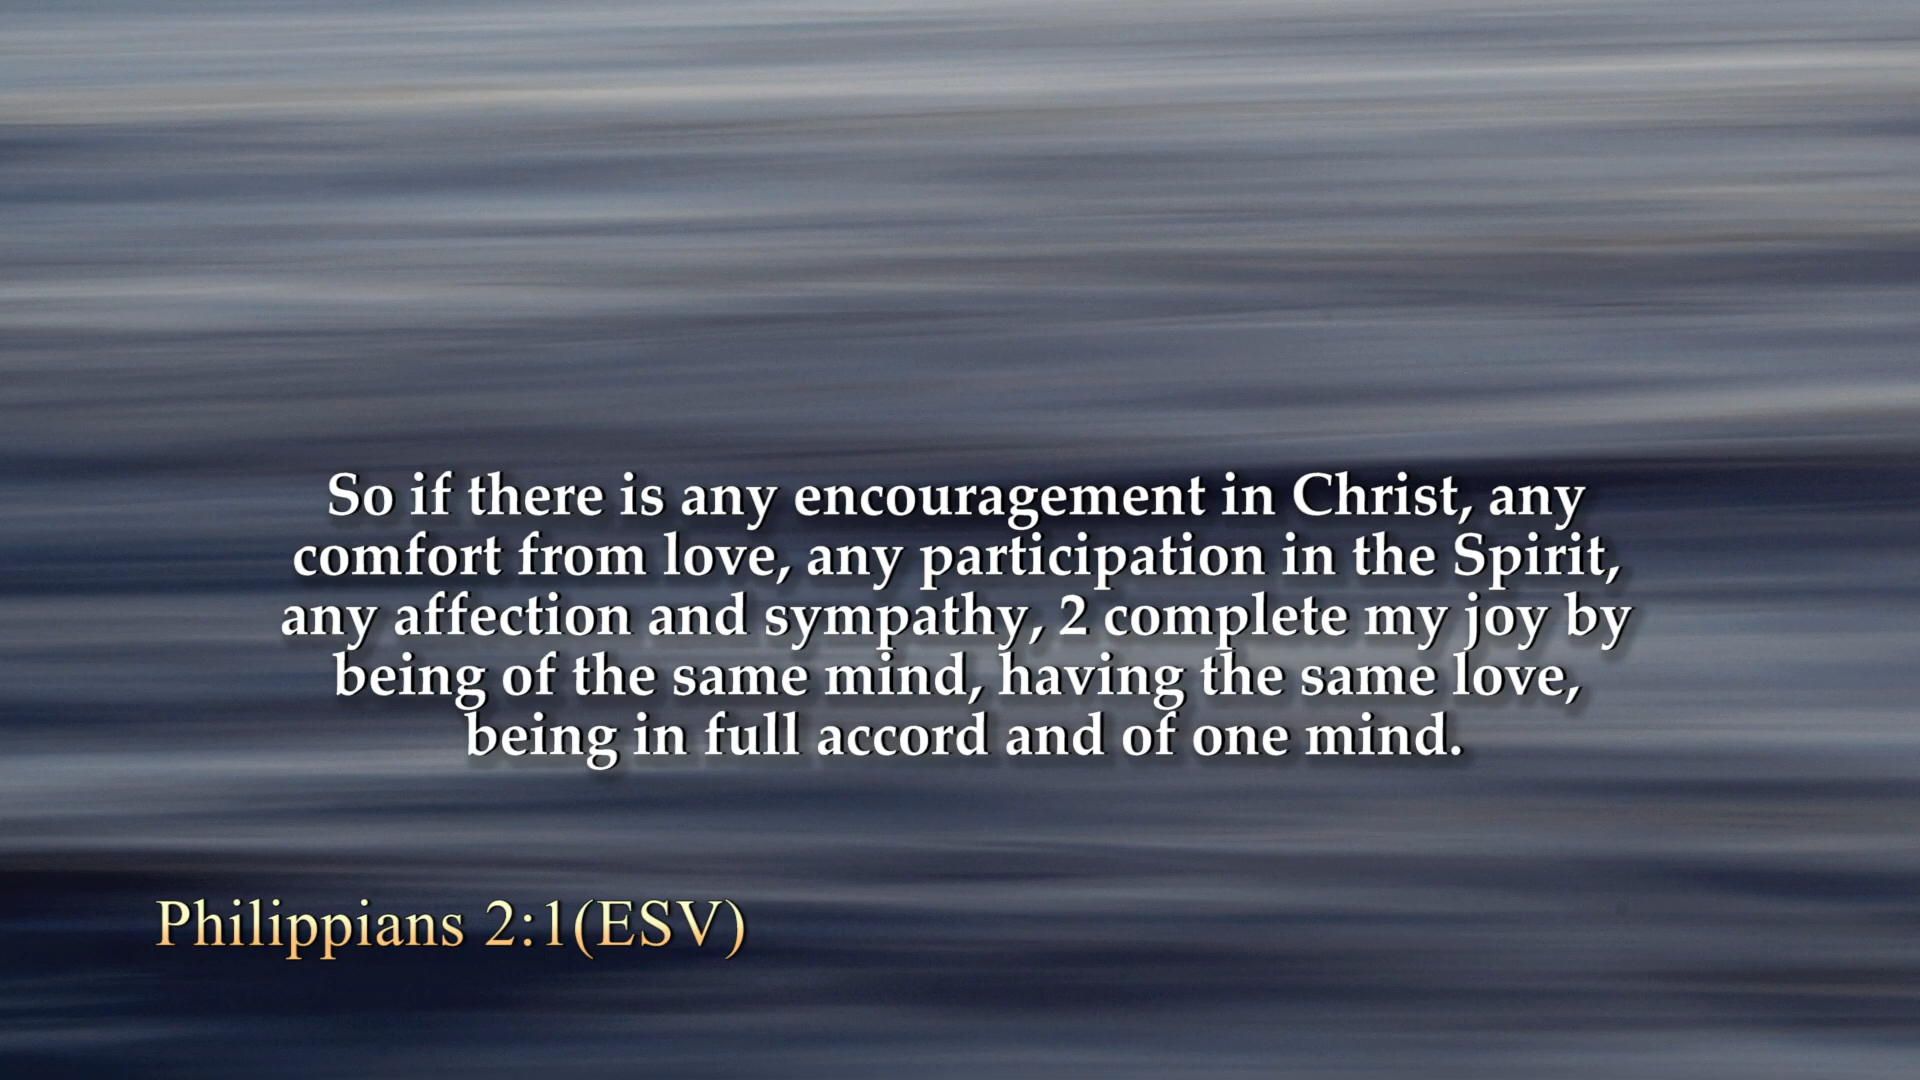 So if there is any encouragement in Christ, any
comfort from love, any participation in the Spirit,
any affection and sympathy, 2 complete my joy by
being of the same mind, having the same love,
being in full accord and of one mind.
Philippians 2:1(ESV)